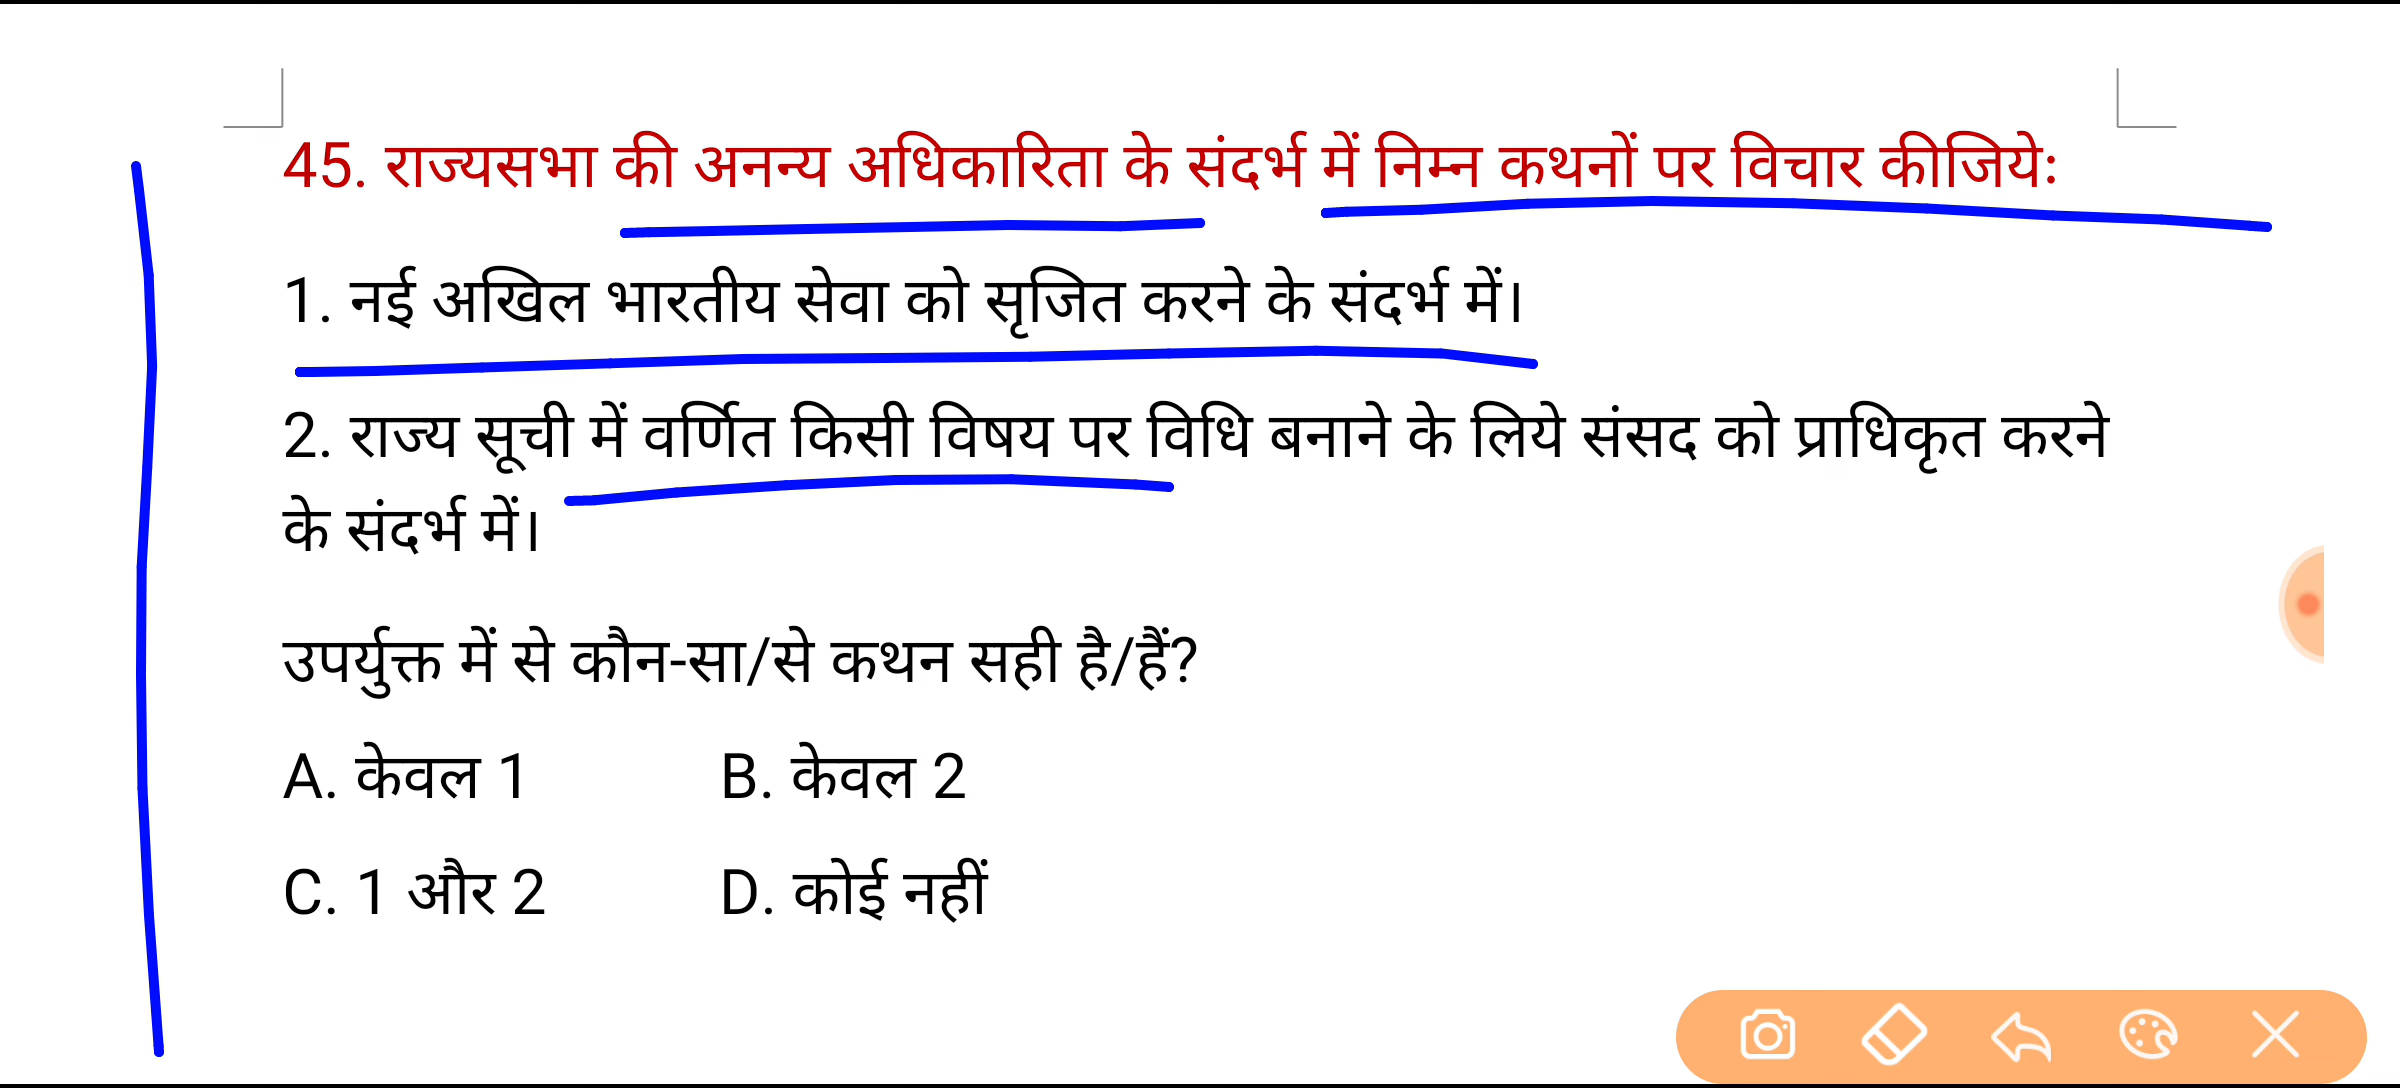 45. राज्यसभा की अनन्य अधिकारिता के संदर्भ में निम्न कथनों पर विचार कीजियेः
1. नई अखिल भारतीय सेवा को सृजित करने के संदर्भ में।
2. राज्य सूची में वर्णित किसी विषय पर विधि बनाने के लिये संसद को प्राधिकृत करने
के संदर्भ में।
उपर्युक्त में से कौन-सा/से कथन सही है/हैं?
A. केवल 1 B. केवल 2
C. 1 और 2 D. कोई नहीं